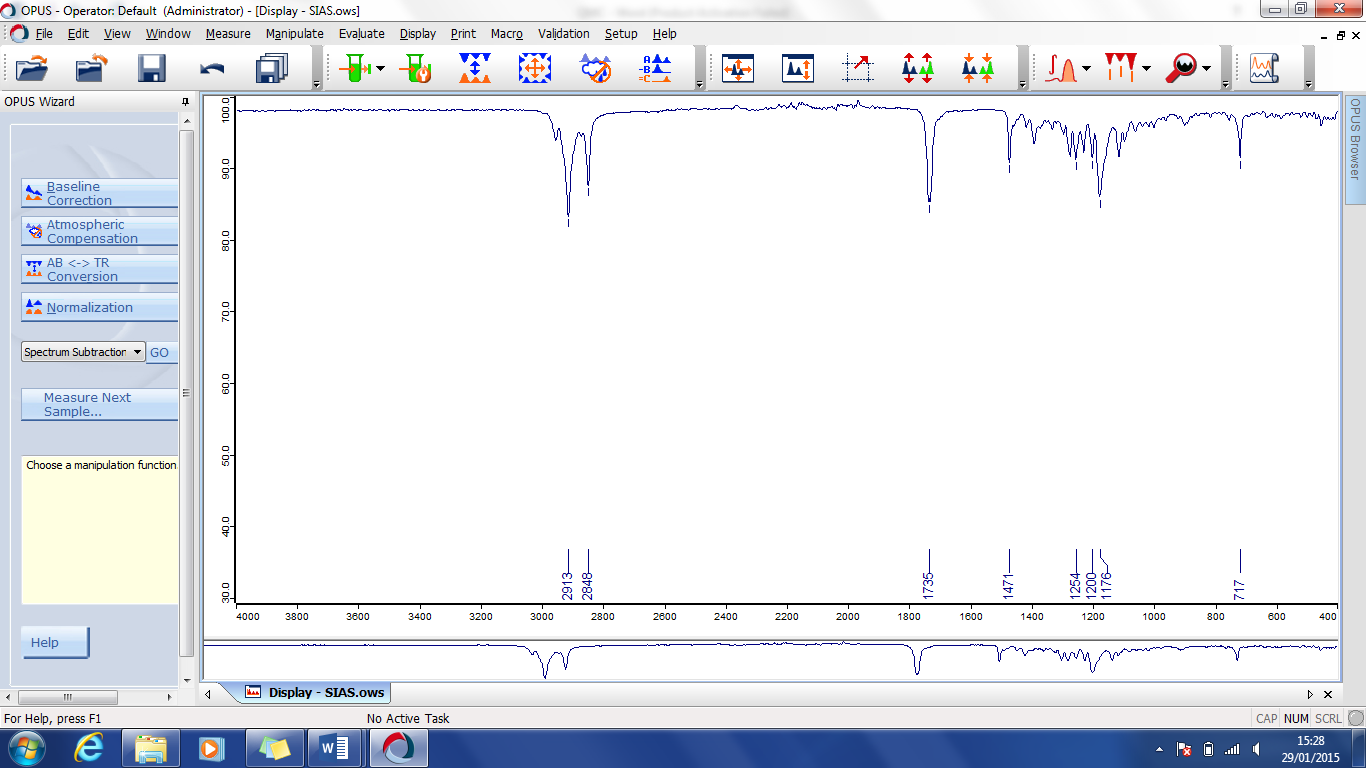 OPUS - Operator: Default (Administrator) - [Display - SIAS.ows]
File Edit View Window Measure Manipulate Evaluate Display Print Macro Validation Setup Help
OPUS Wizard
Baseline
Correction
Atmospheric
Compensation
AB <-> TR
Conversion
Normalization
Spectrum Subtraction GO
Measure Next
Sample...
Choose a manipulation function
Help
100.0
90.0
80.0
70.0
60.0
50.0
40.0
30.0
2913
2848
1735
1471
1254
1200
1176
717
4000 3800 3600 3400 3200 3000 2800 2600 2400 2200 2000 1800 1600 1400 1200 1000 800 600 400
OPUS Browser
Display - SIAS.ows
For Help, press F1 No Active Task CAP NUM SCRL
15:28
29/01/2015